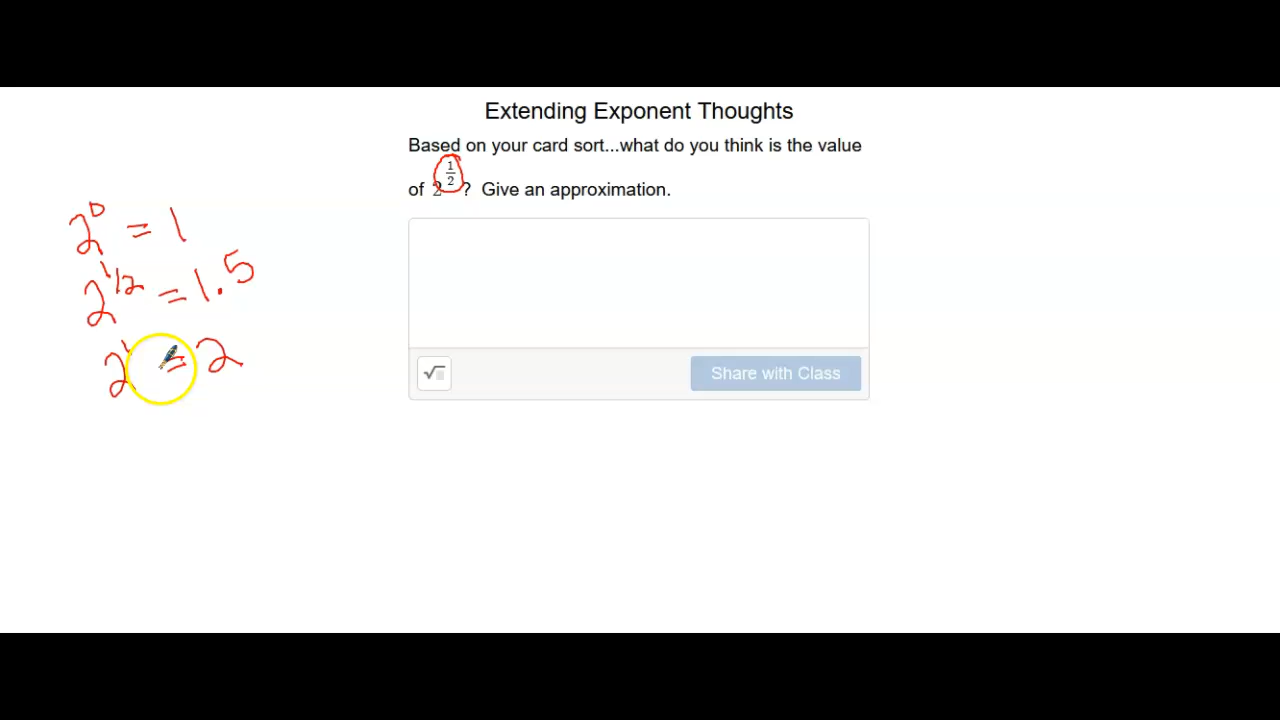 Extending Exponent Thoughts
Based on your card sort...what do you think is the value
of 2^(1/2)? Give an approximation.
2^0 = 1
2^(1/2) = 1.5
2^1 = 2
√
Share with Class